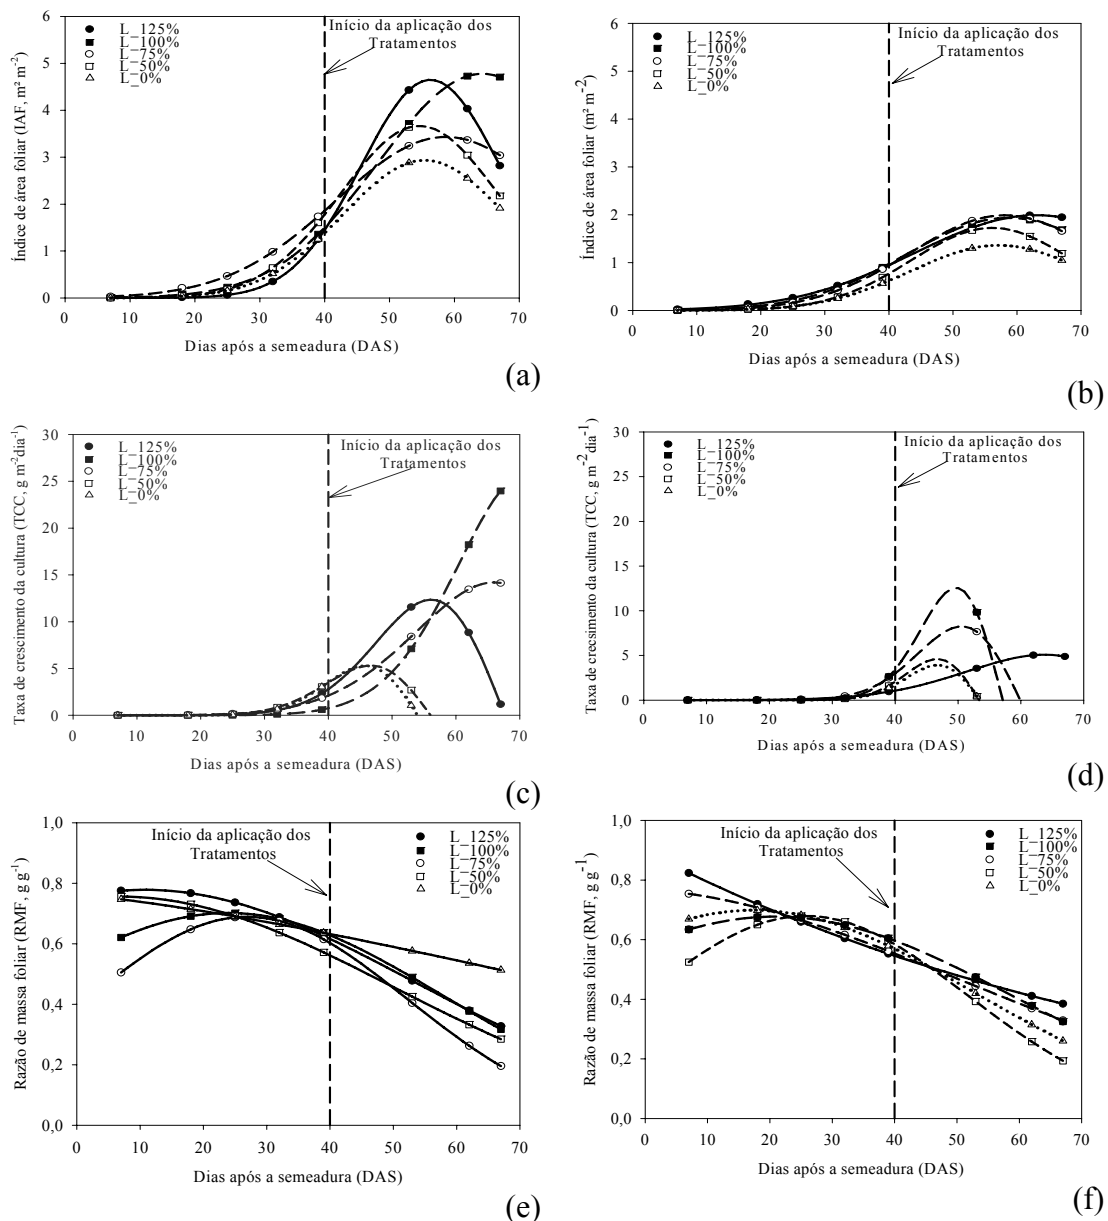 L_125%
L_100%
L_75%
L_50%
L_0%
Início da aplicação dos
Tratamentos
Índice de área foliar (IAF, m² m⁻²)
6
5
4
3
2
1
0
0 10 20 30 40 50 60 70
Dias após a semeadura (DAS)
(a)
L_125%
L_100%
L_75%
L_50%
L_0%
Início da aplicação dos
Tratamentos
Índice de área foliar (m² m⁻²)
6
5
4
3
2
1
0
0 10 20 30 40 50 60 70
Dias após a semeadura (DAS)
(b)
L_125%
L_100%
L_75%
L_50%
L_0%
Início da aplicação dos
Tratamentos
Taxa de crescimento da cultura (TCC, g m⁻²dia⁻¹)
30
25
20
15
10
5
0
0 10 20 30 40 50 60 70
Dias após a semeadura (DAS)
(c)
L_125%
L_100%
L_75%
L_50%
L_0%
Início da aplicação dos
Tratamentos
Taxa de crecsimento da cultura (TCC, g m⁻² dia⁻¹)
30
25
20
15
10
5
0
0 10 20 30 40 50 60 70
Dias após a semeadura (DAS)
(d)
Início da aplicação dos
Tratamentos
L_125%
L_100%
L_75%
L_50%
L_0%
Razão de massa foliar (RMF, g g⁻¹)
1,0
0,8
0,6
0,4
0,2
0,0
0 10 20 30 40 50 60 70
Dias após a semeadura (DAS)
(e)
Início da aplicação dos
Tratamentos
L_125%
L_100%
L_75%
L_50%
L_0%
Razão de massa foliar (RMF, g g⁻¹)
1,0
0,8
0,6
0,4
0,2
0,0
0 10 20 30 40 50 60 70
Dias após a semeadura (DAS)
(f)